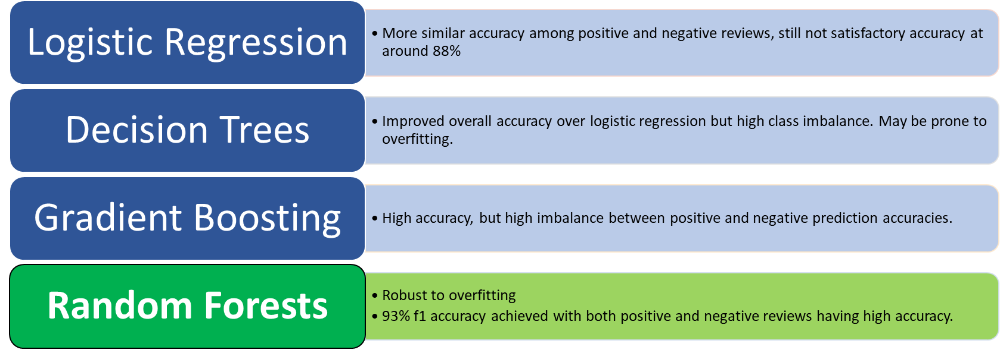 Logistic Regression
• More similar accuracy among positive and negative reviews, still not satisfactory accuracy at
around 88%
Decision Trees
• Improved overall accuracy over logistic regression but high class imbalance. May be prone to
overfitting.
Gradient Boosting
• High accuracy, but high imbalance between positive and negative prediction accuracies.
Random Forests
• Robust to overfitting
• 93% f1 accuracy achieved with both positive and negative reviews having high accuracy.